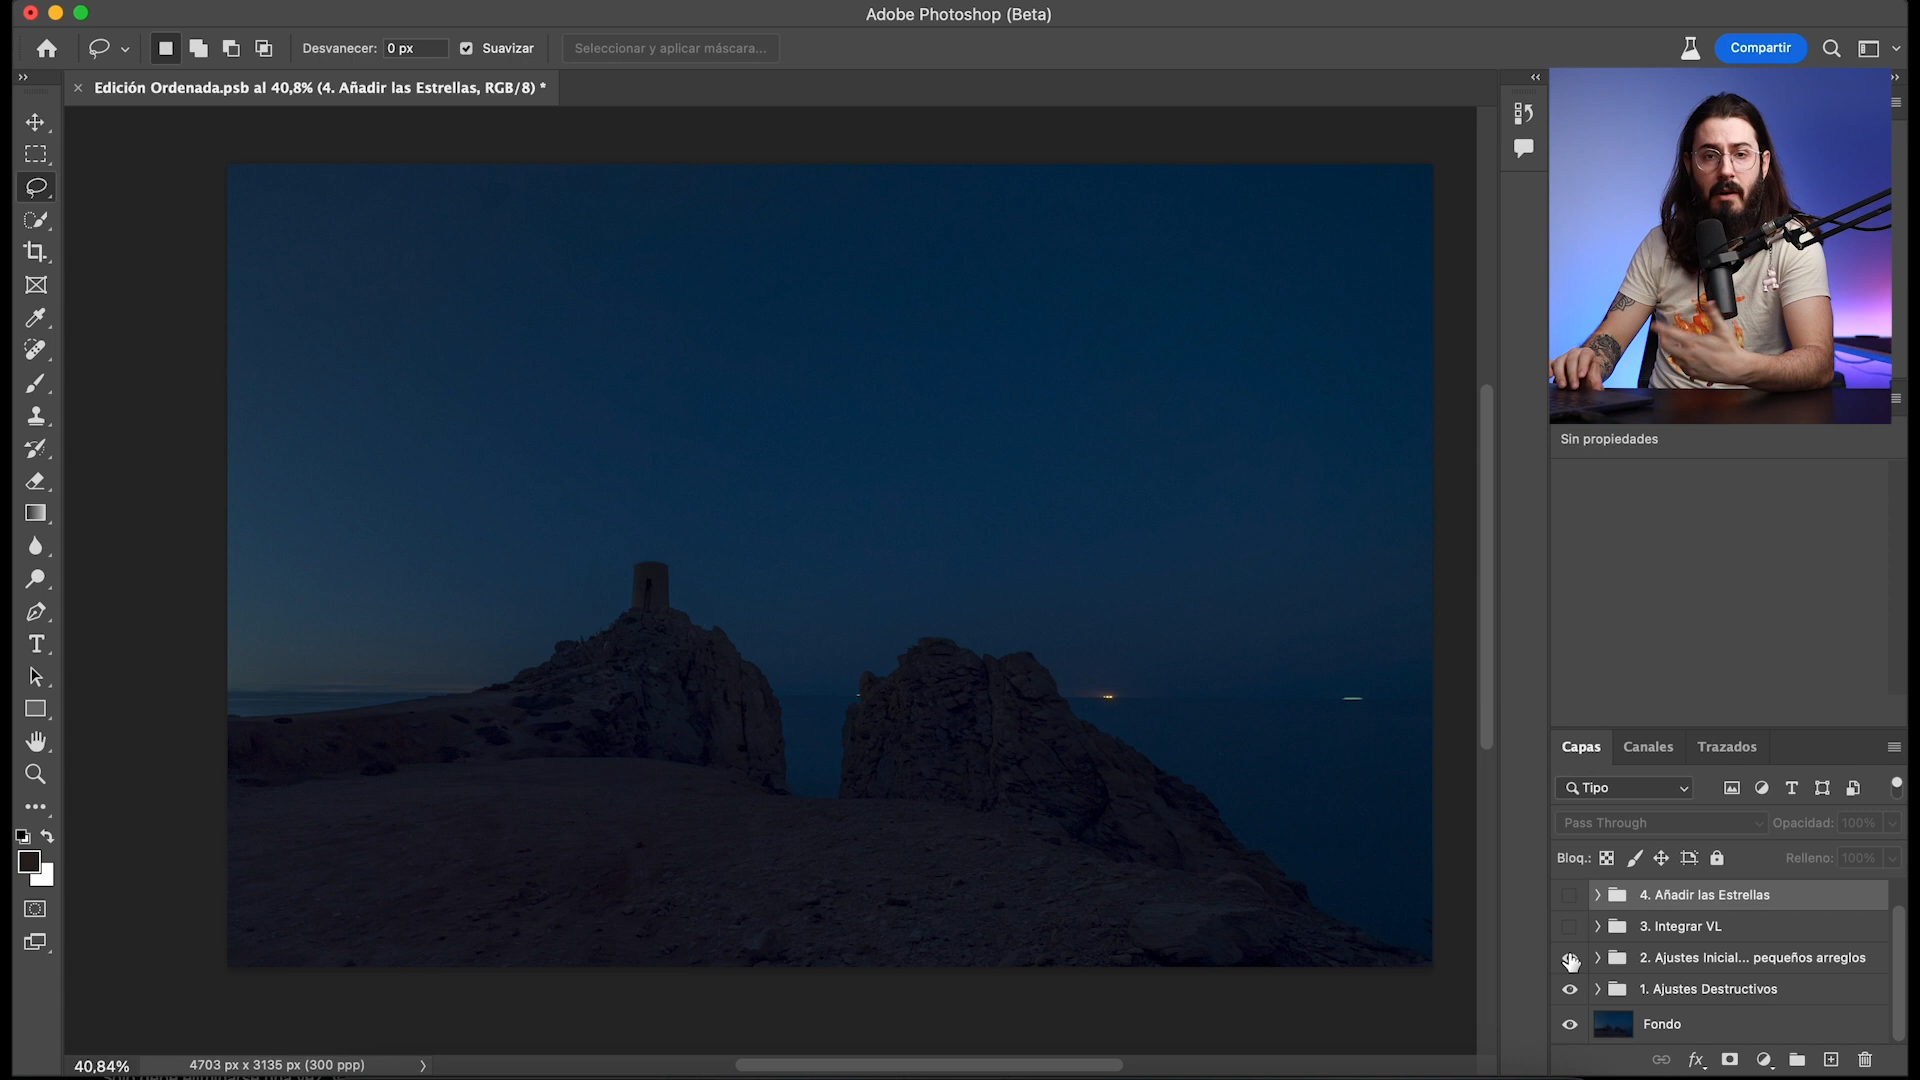 Adobe Photoshop (Beta)
Desvanecer: 0 px Suavizar Seleccionar y aplicar máscara... Compartir
Edición Ordenada.psb al 40,8% (4. Añadir las Estrellas, RGB/8) *
Sin propiedades
Capas Canales Trazados
Tipo
Pass Through Opacidad: 100%
Bloq.: Relleno: 100%
4. Añadir las Estrellas
3. Integrar VL
2. Ajustes Inicial... pequeños arreglos
1. Ajustes Destructivos
Fondo
40,84% 4703 px x 3135 px (300 ppp)